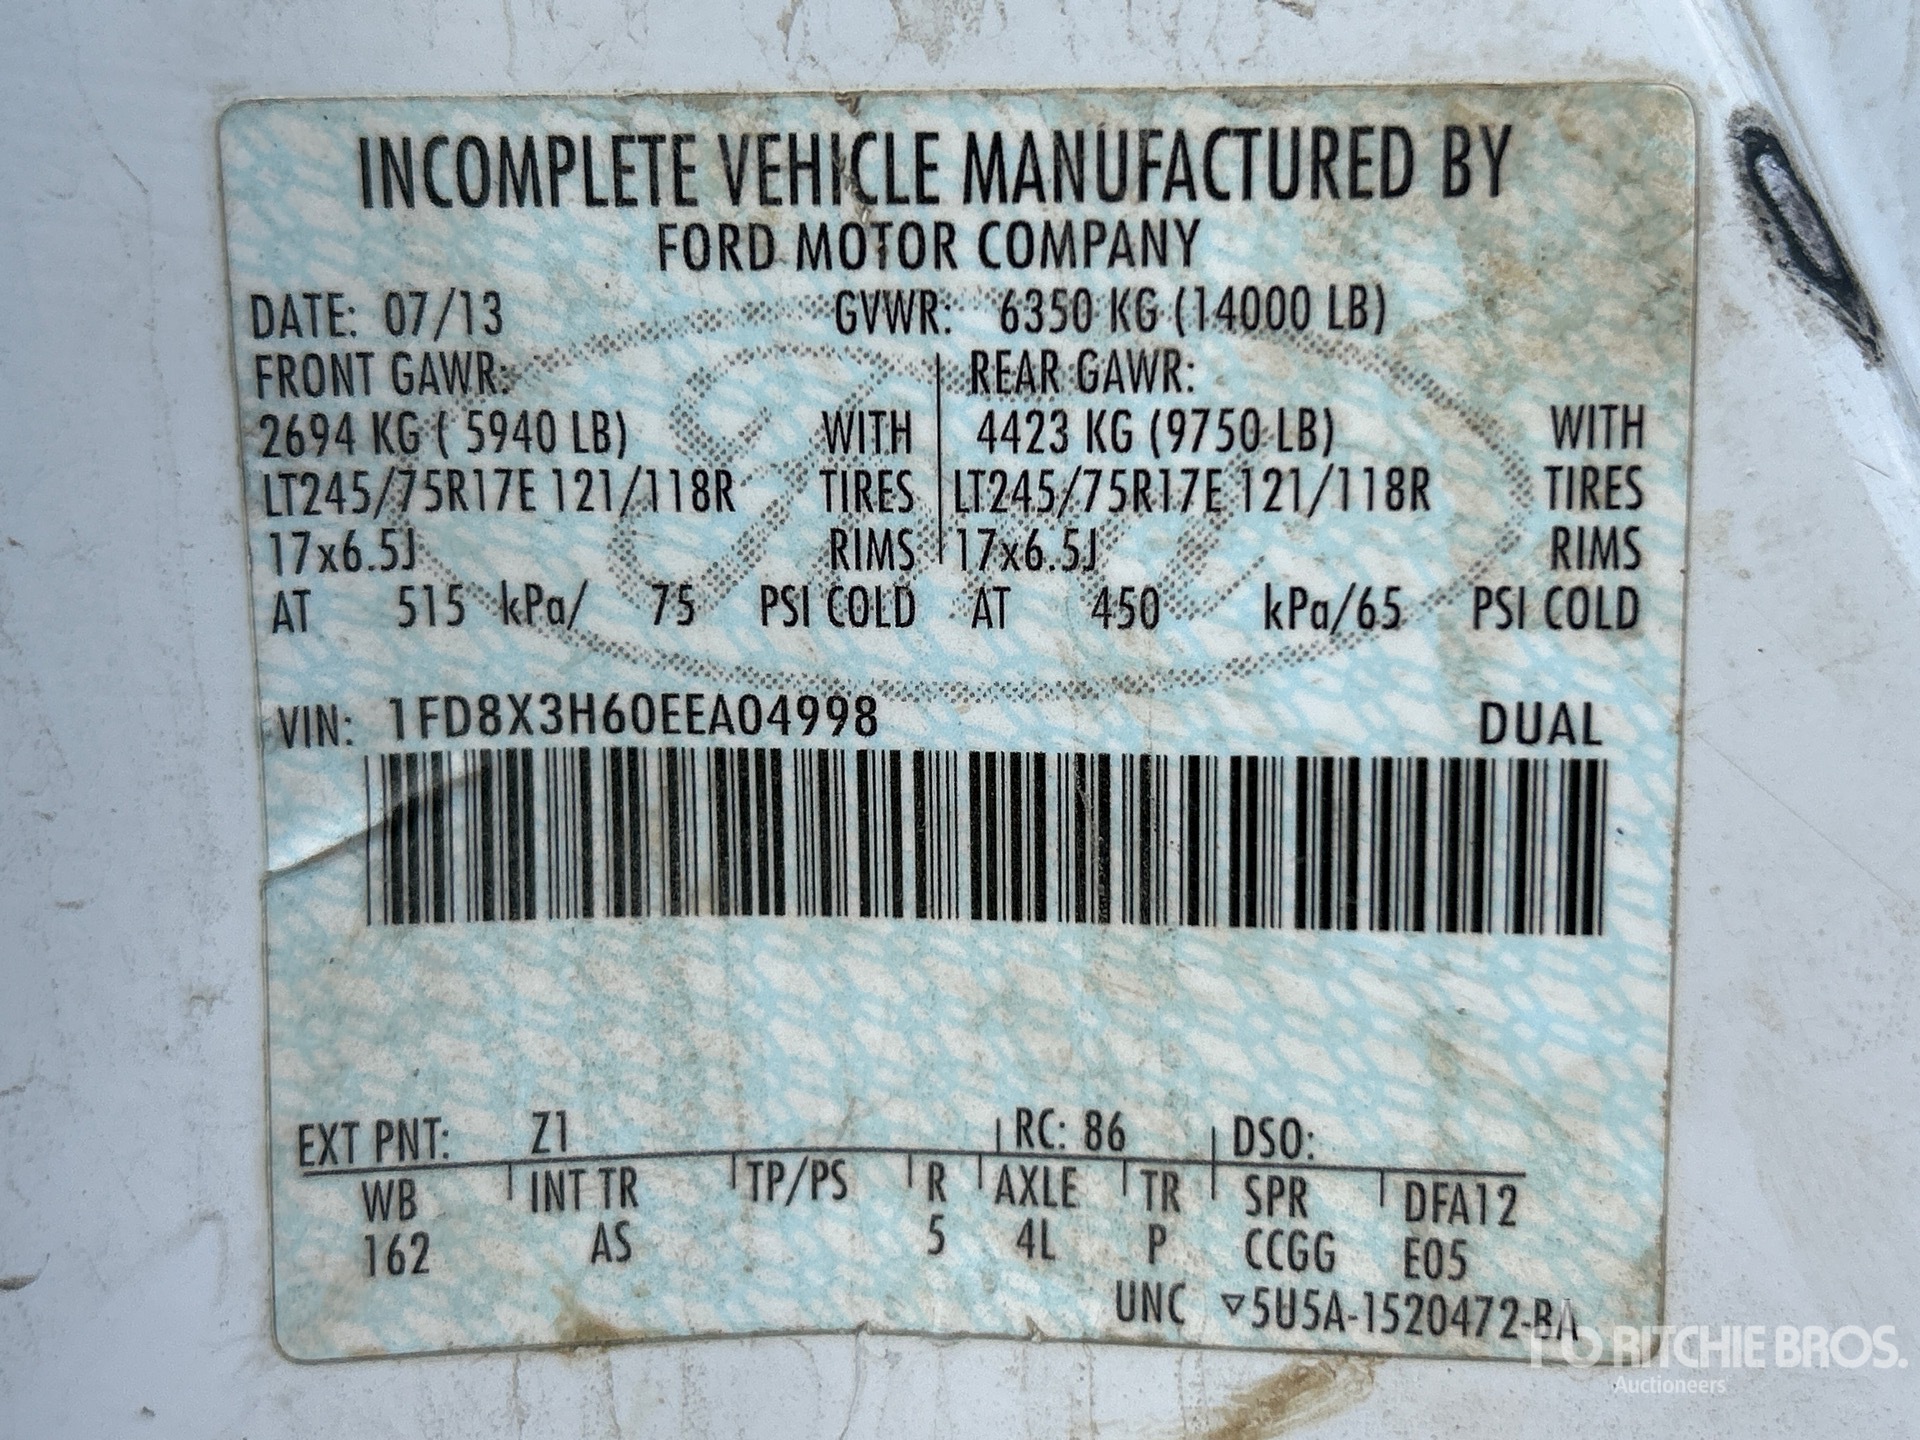 INCOMPLETE VEHICLE MANUFACTURED BY
FORD MOTOR COMPANY
DATE: 07/13 GVWR: 6350 KG (14000 LB)
FRONT GAWR: REAR GAWR:
2694 KG ( 5940 LB) WITH 4423 KG (9750 LB) WITH
LT245/75R17E 121/118R TIRES LT245/75R17E 121/118R TIRES
17x6.5J RIMS 17x6.5J RIMS
AT 515 kPa/ 75 PSI COLD AT 450 kPa/65 PSI COLD
VIN: 1FD8X3H60EEA04998 DUAL
EXT PNT: Z1 RC: 86 DSO:
WB INT TR TP/PS R AXLE TR SPR DFA12
162 AS 5 4L P CCGG E05
UNC ▽5U5A-1520472-BA
RITCHIE BROS.
Auctioneers